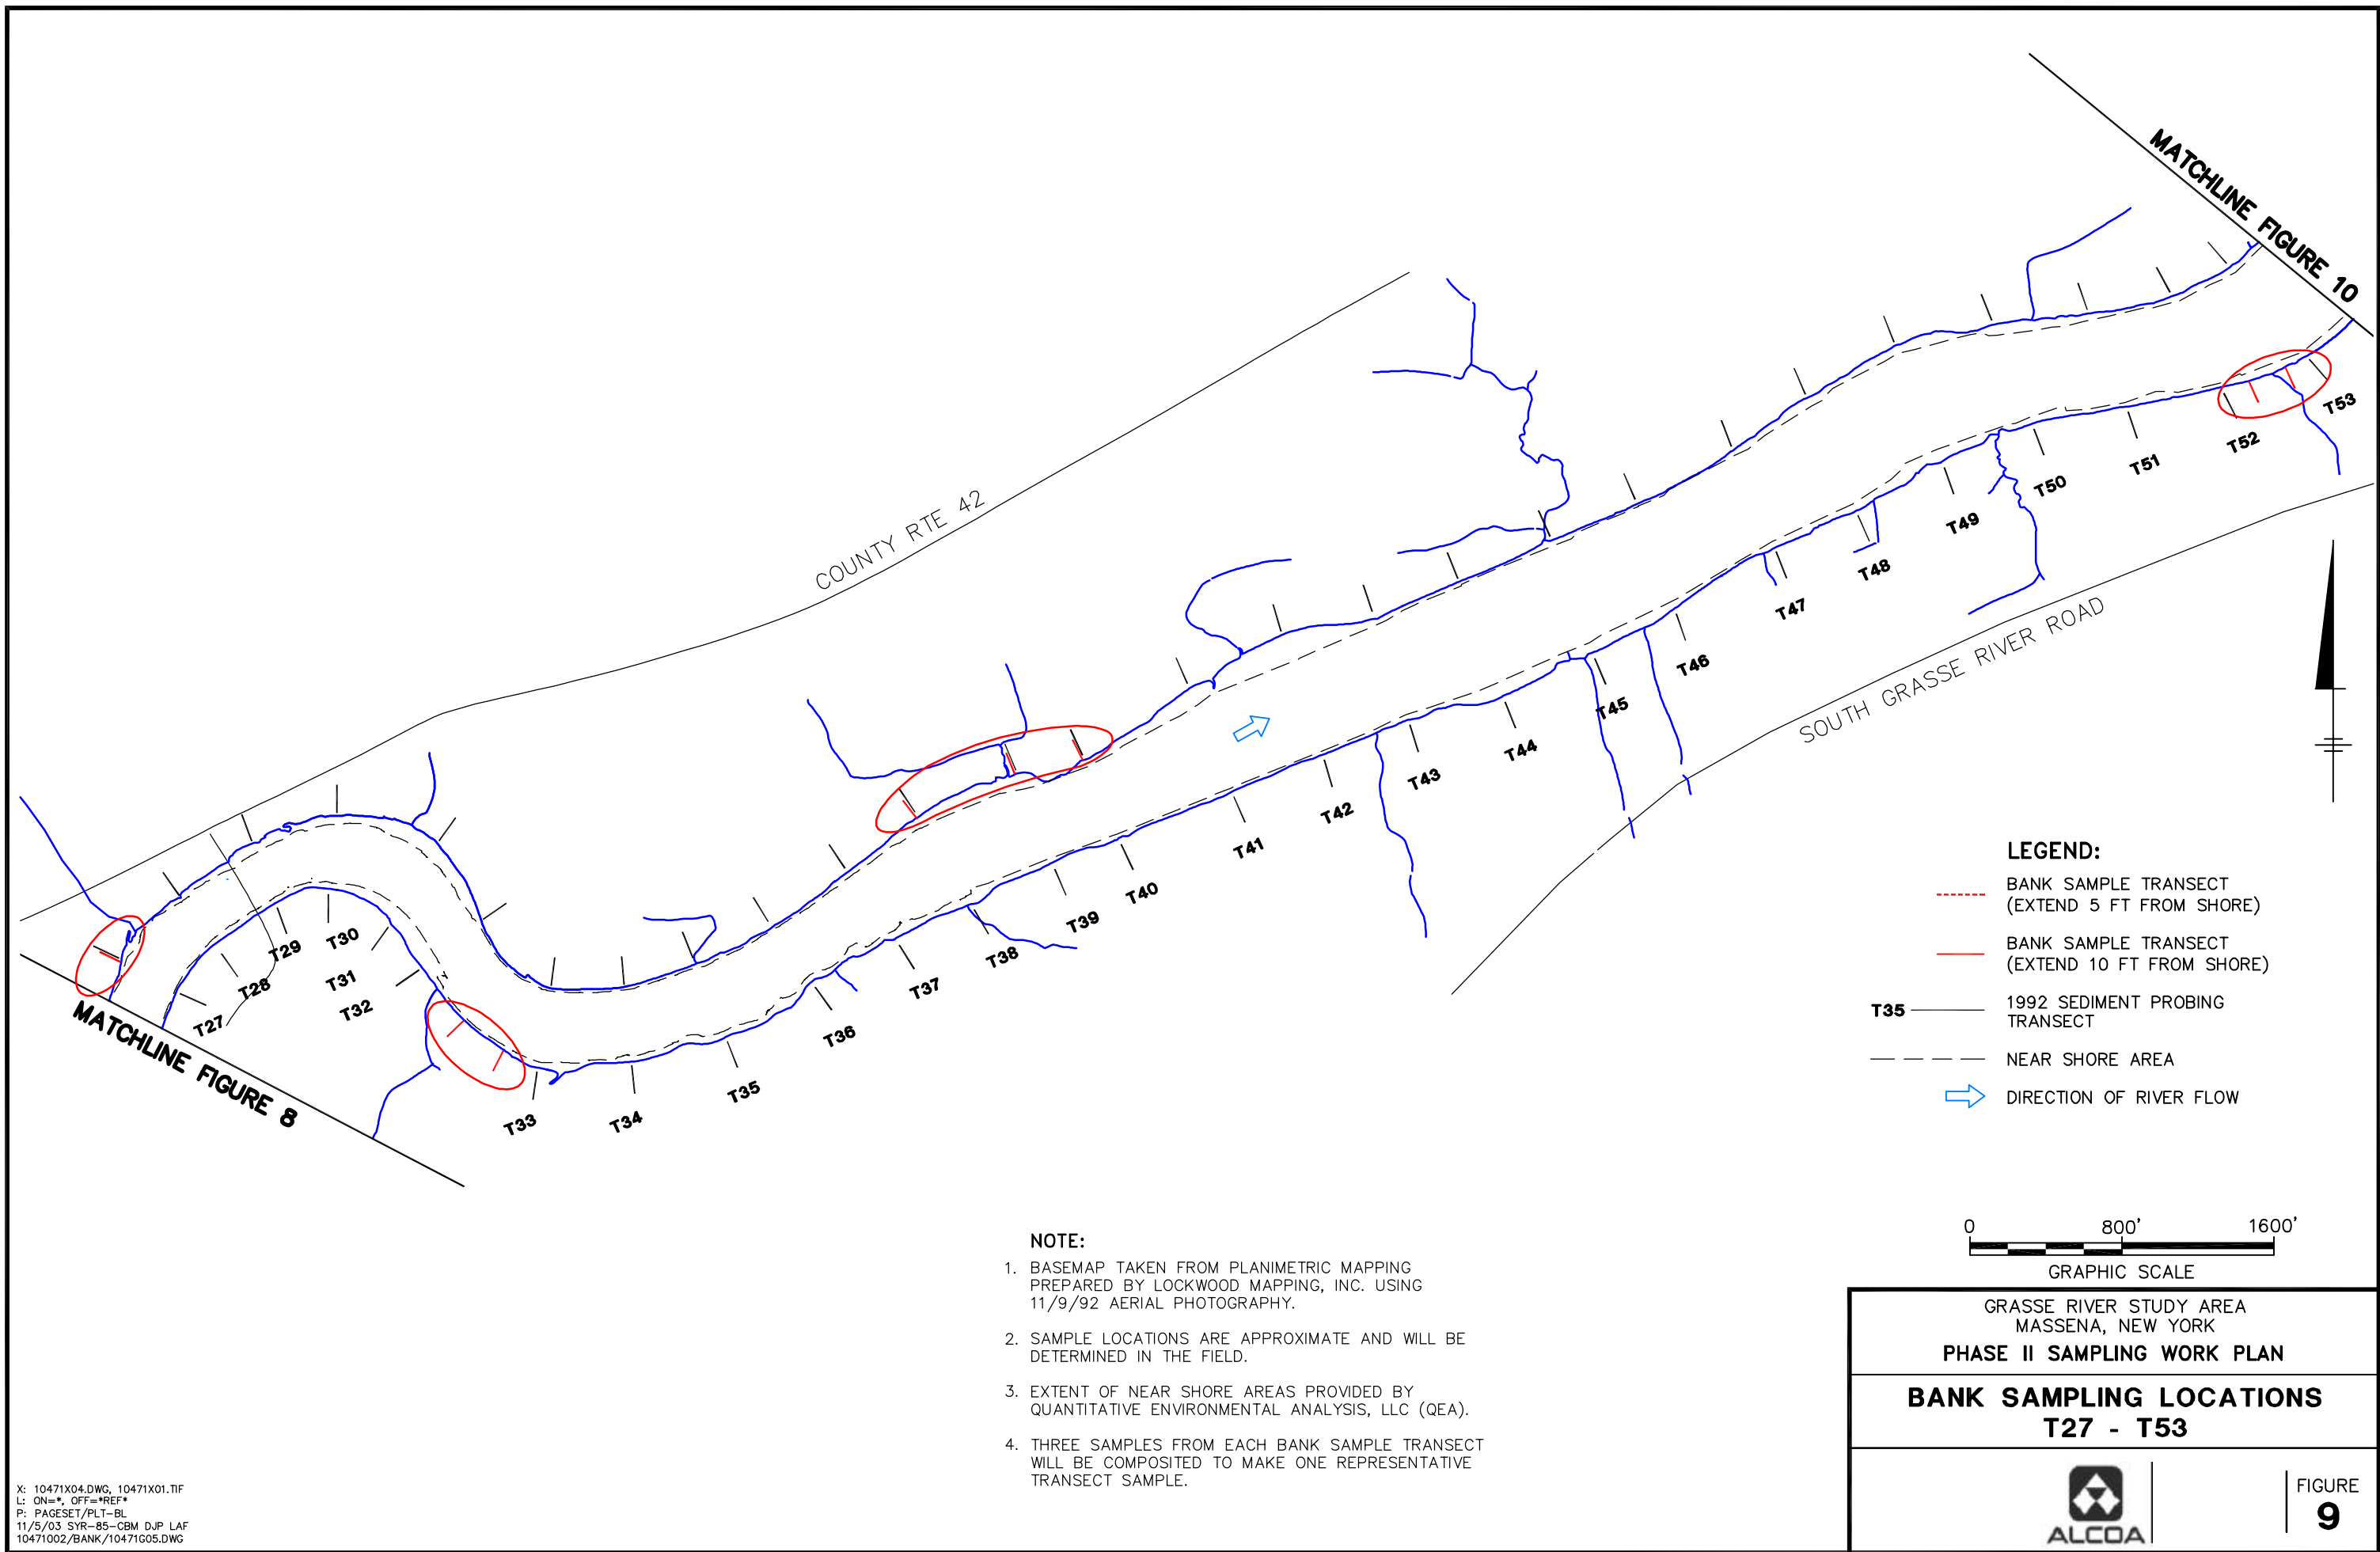 MATCHLINE FIGURE 10
COUNTY RTE 42
SOUTH GRASSE RIVER ROAD
MATCHLINE FIGURE 8
T27
T28
T29
T30
T31
T32
T33
T34
T35
T36
T37
T38
T39
T40
T41
T42
T43
T44
T45
T46
T47
T48
T49
T50
T51
T52
T53
LEGEND:
BANK SAMPLE TRANSECT
(EXTEND 5 FT FROM SHORE)
BANK SAMPLE TRANSECT
(EXTEND 10 FT FROM SHORE)
T35
1992 SEDIMENT PROBING
TRANSECT
NEAR SHORE AREA
DIRECTION OF RIVER FLOW
0 800' 1600'
GRAPHIC SCALE
NOTE:
1. BASEMAP TAKEN FROM PLANIMETRIC MAPPING
PREPARED BY LOCKWOOD MAPPING, INC. USING
11/9/92 AERIAL PHOTOGRAPHY.
2. SAMPLE LOCATIONS ARE APPROXIMATE AND WILL BE
DETERMINED IN THE FIELD.
3. EXTENT OF NEAR SHORE AREAS PROVIDED BY
QUANTITATIVE ENVIRONMENTAL ANALYSIS, LLC (QEA).
4. THREE SAMPLES FROM EACH BANK SAMPLE TRANSECT
WILL BE COMPOSITED TO MAKE ONE REPRESENTATIVE
TRANSECT SAMPLE.
GRASSE RIVER STUDY AREA
MASSENA, NEW YORK
PHASE II SAMPLING WORK PLAN
BANK SAMPLING LOCATIONS
T27 - T53
ALCOA
FIGURE
9
X: 10471X04.DWG, 10471X01.TIF
L: ON=*, OFF=*REF*
P: PAGESET/PLT-BL
11/5/03 SYR-85-CBM DJP LAF
10471002/BANK/10471G05.DWG